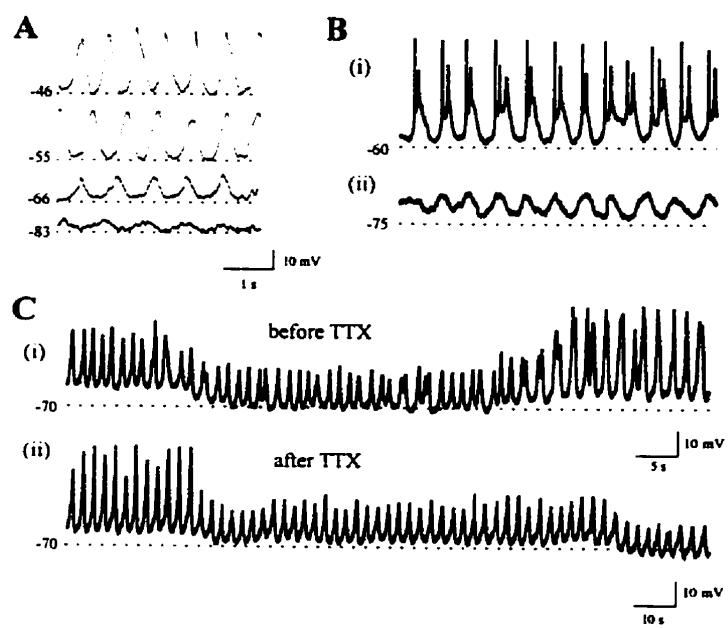 A
-46
-55
-66
-83
10 mV
1 s
B
(i)
-60
(ii)
-75
C
(i)
before TTX
-70
10 mV
5 s
(ii)
after TTX
-70
10 mV
10 s